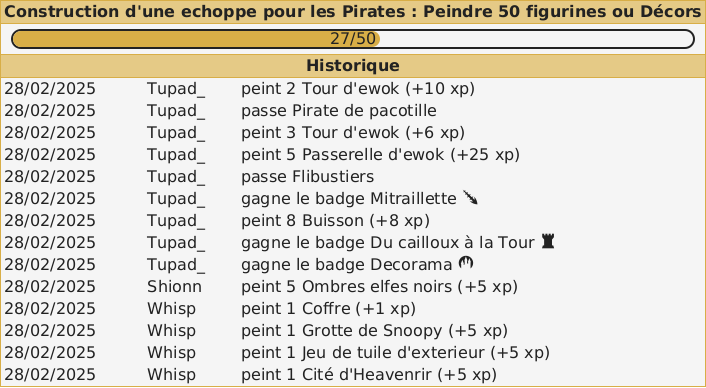 Construction d'une echoppe pour les Pirates : Peindre 50 figurines ou Décors
27/50
Historique
28/02/2025 Tupad_ peint 2 Tour d'ewok (+10 xp)
28/02/2025 Tupad_ passe Pirate de pacotille
28/02/2025 Tupad_ peint 3 Tour d'ewok (+6 xp)
28/02/2025 Tupad_ peint 5 Passerelle d'ewok (+25 xp)
28/02/2025 Tupad_ passe Flibustiers
28/02/2025 Tupad_ gagne le badge Mitraillette
28/02/2025 Tupad_ peint 8 Buisson (+8 xp)
28/02/2025 Tupad_ gagne le badge Du cailloux à la Tour
28/02/2025 Tupad_ gagne le badge Decorama
28/02/2025 Shionn peint 5 Ombres elfes noirs (+5 xp)
28/02/2025 Whisp peint 1 Coffre (+1 xp)
28/02/2025 Whisp peint 1 Grotte de Snoopy (+5 xp)
28/02/2025 Whisp peint 1 Jeu de tuile d'exterieur (+5 xp)
28/02/2025 Whisp peint 1 Cité d'Heavenrir (+5 xp)